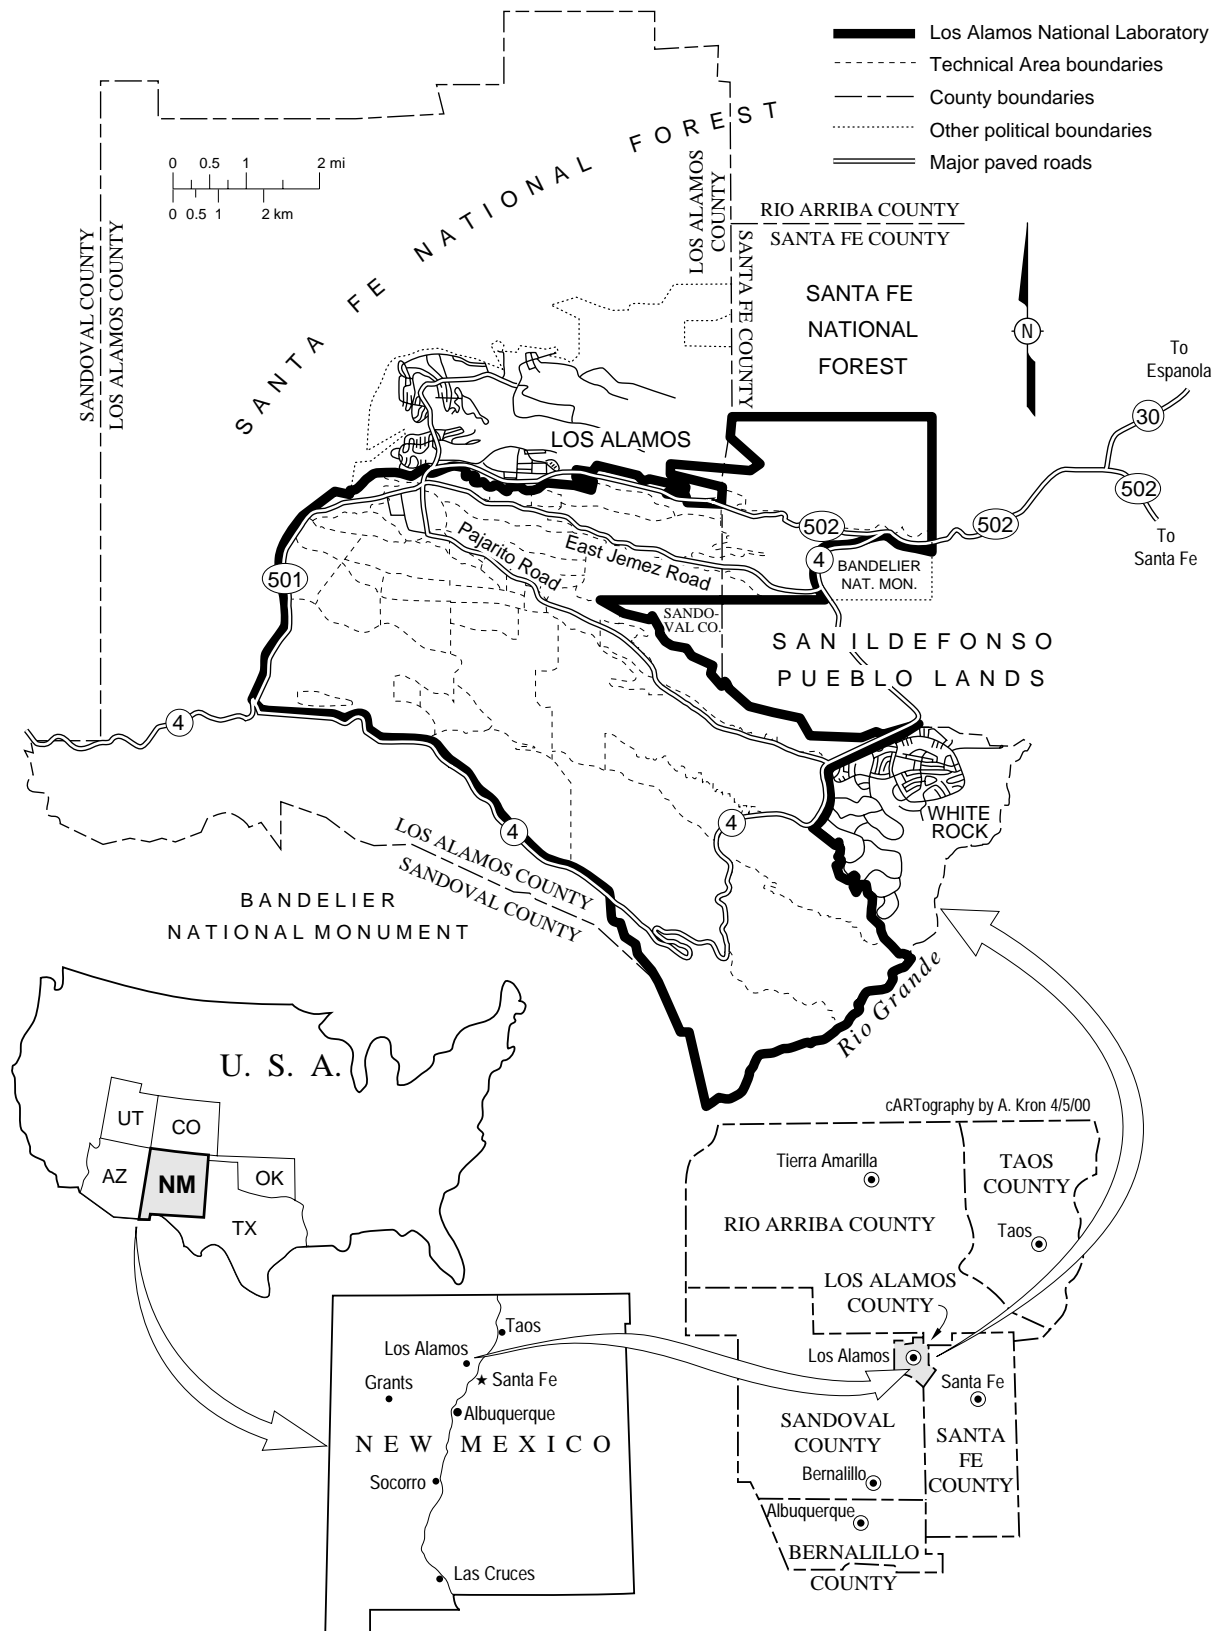 Los Alamos National Laboratory
Technical Area boundaries
County boundaries
Other political boundaries
Major paved roads
0 0.5 1 2 mi
0 0.5 1 2 km
SANTA FE NATIONAL FOREST
SANDOVAL COUNTY
LOS ALAMOS COUNTY
LOS ALAMOS
COUNTY
RIO ARRIBA COUNTY
SANTA FE COUNTY
SANTA FE COUNTY
SANTA FE
NATIONAL
FOREST
N
To
Espanola
30
502
To
Santa Fe
LOS ALAMOS
502
502
4
BANDELIER
NAT. MON.
501
Pajarito Road
East Jemez Road
SANDO-
VAL CO.
SAN ILDEFONSO
PUEBLO LANDS
4
WHITE
ROCK
4
4
LOS ALAMOS COUNTY
SANDOVAL COUNTY
BANDELIER
NATIONAL MONUMENT
Rio Grande
U. S. A.
UT
CO
AZ
NM
OK
TX
cARTography by A. Kron 4/5/00
Tierra Amarilla
TAOS
COUNTY
RIO ARRIBA COUNTY
Taos
LOS ALAMOS
COUNTY
Los Alamos
Santa Fe
SANDOVAL
COUNTY
SANTA
FE
COUNTY
Bernalillo
Albuquerque
BERNALILLO
COUNTY
Taos
Los Alamos
Santa Fe
Grants
Albuquerque
NEW MEXICO
Socorro
Las Cruces